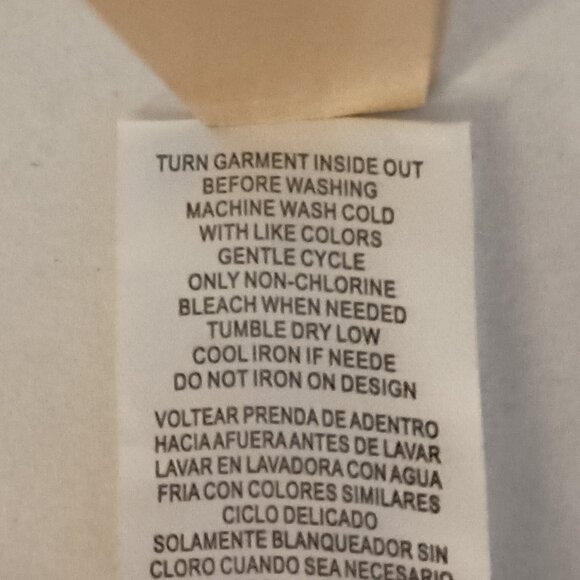 TURN GARMENT INSIDE OUT
BEFORE WASHING
MACHINE WASH COLD
WITH LIKE COLORS
GENTLE CYCLE
ONLY NON-CHLORINE
BLEACH WHEN NEEDED
TUMBLE DRY LOW
COOL IRON IF NEEDE
DO NOT IRON ON DESIGN
VOLTEAR PRENDA DE ADENTRO
HACIA AFUERA ANTES DE LAVAR
LAVAR EN LAVADORA CON AGUA
FRIA CON COLORES SIMILARES
CICLO DELICADO
SOLAMENTE BLANQUEADOR SIN
CLORO CUANDO SEA NECESARIO